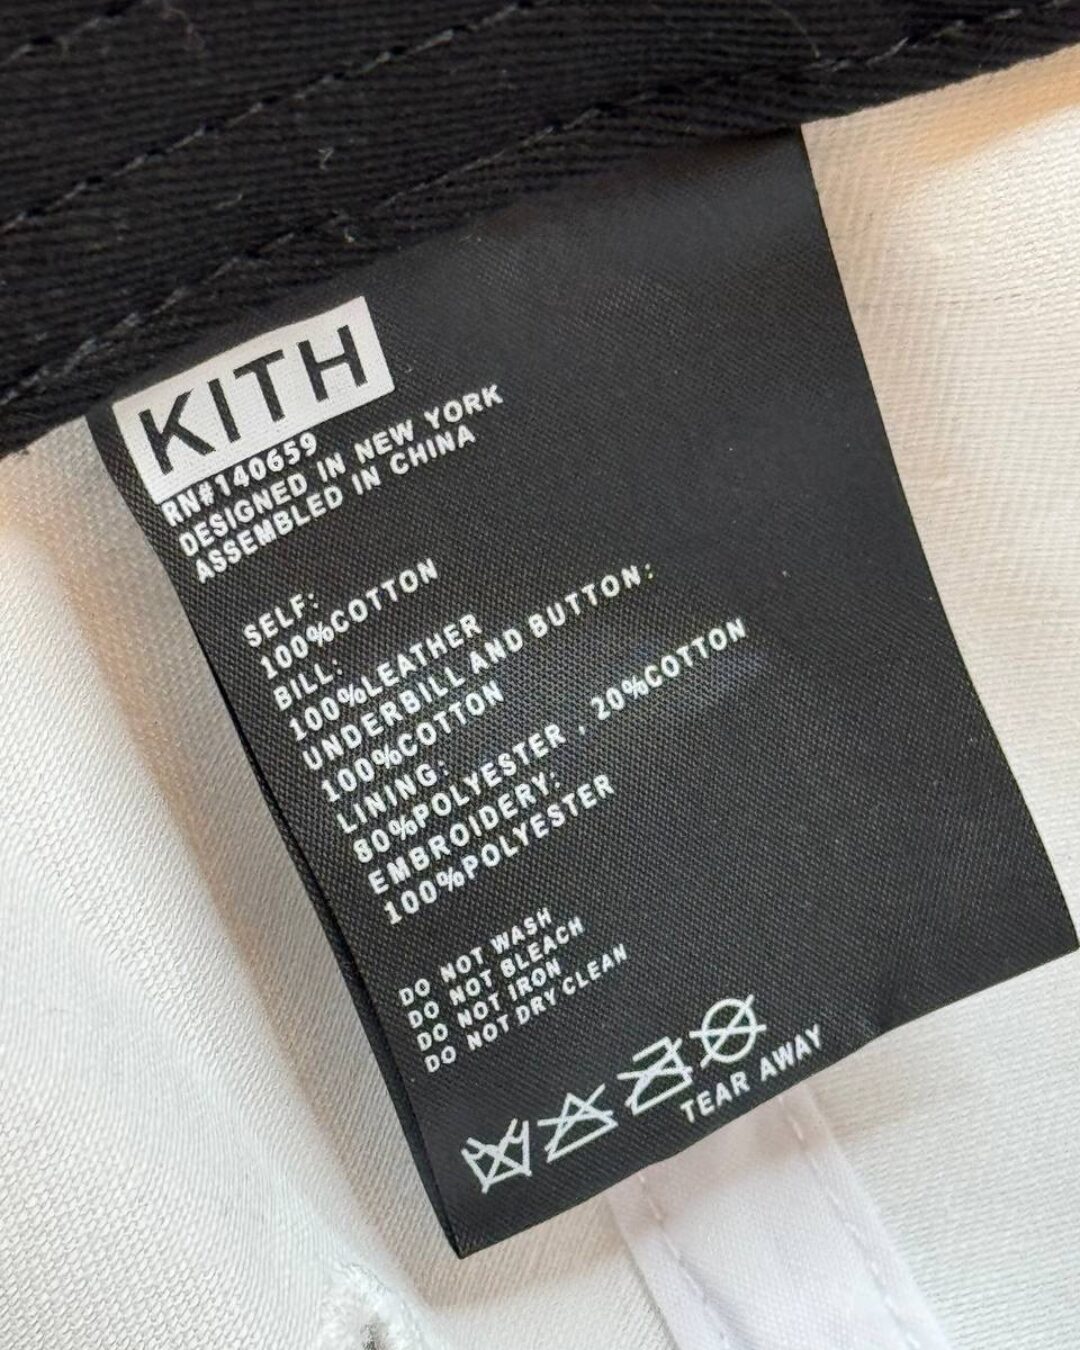 KITH
RN#140659
DESIGNED IN NEW YORK
ASSEMBLED IN CHINA
SELF:
100%COTTON
BILL:
100%LEATHER
UNDERBILL AND BUTTON:
100%COTTON
LINING:
80%POLYESTER , 20%COTTON
EMBROIDERY:
100%POLYESTER
DO NOT WASH
DO NOT BLEACH
DO NOT IRON
DO NOT DRY CLEAN
TEAR AWAY